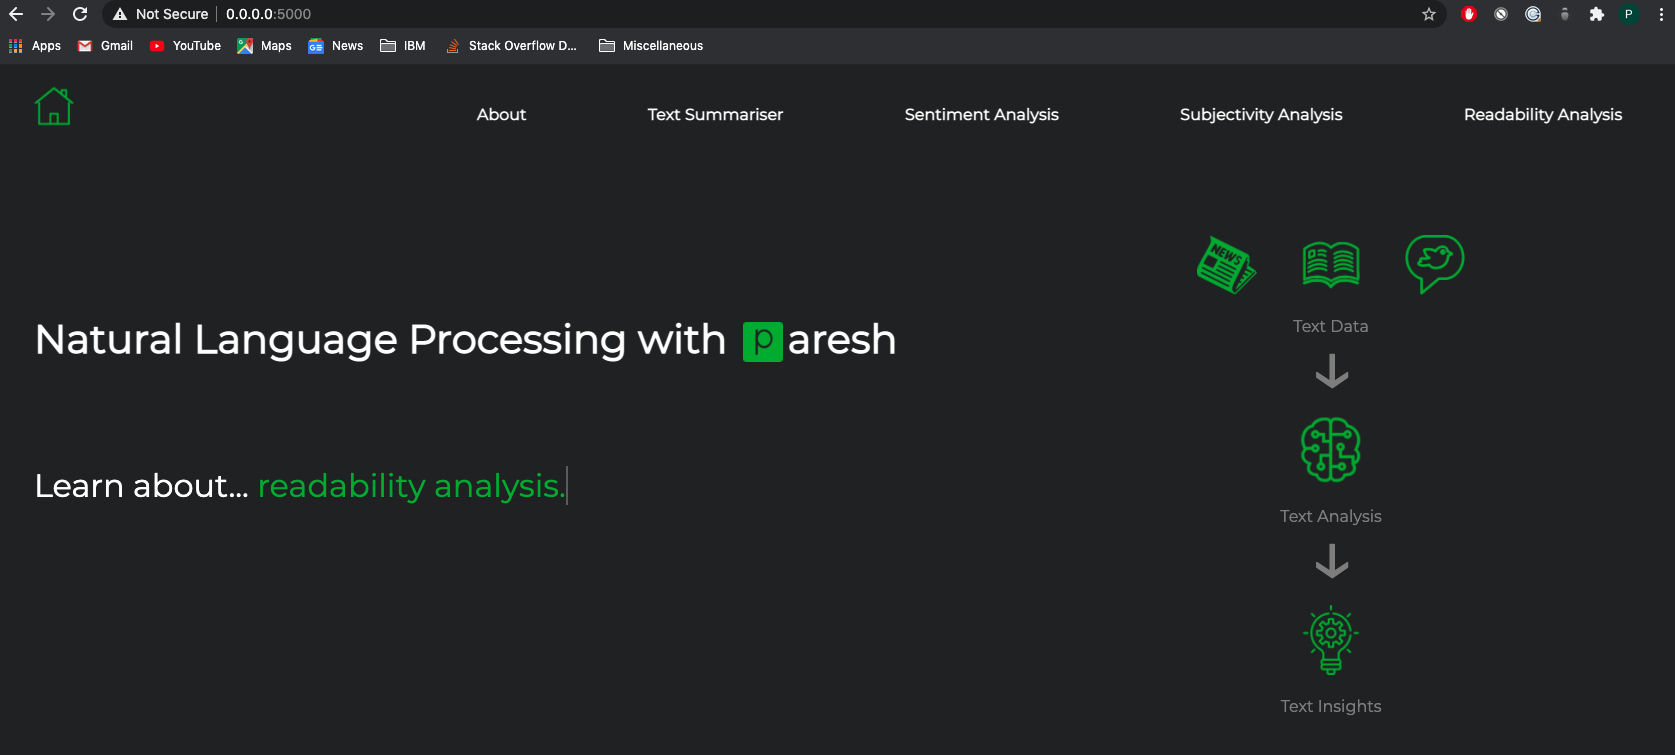 Not Secure 0.0.0.0:5000 P
Apps Gmail YouTube Maps News IBM Stack Overflow D... Miscellaneous
About Text Summariser Sentiment Analysis Subjectivity Analysis Readability Analysis
NEWS
Text Data
Natural Language Processing with paresh
Learn about... readability analysis.
Text Analysis
Text Insights